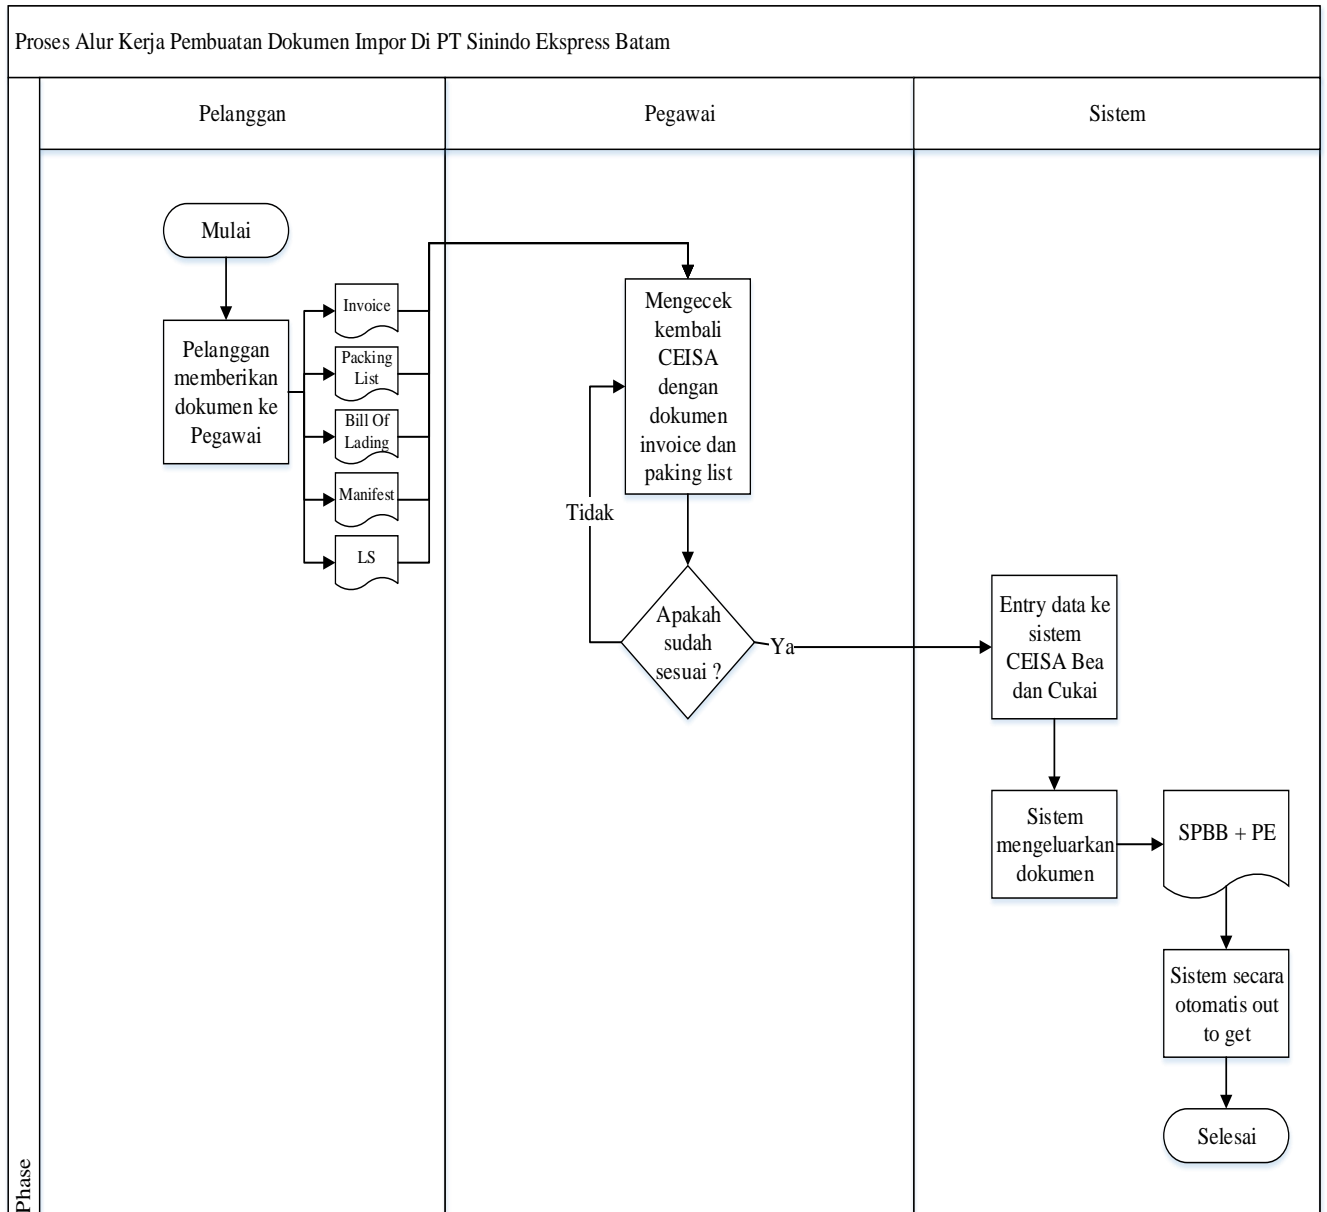 Proses Alur Kerja Pembuatan Dokumen Impor Di PT Sinindo Ekspress Batam
Pelanggan
Pegawai
Sistem
Mulai
Pelanggan
memberikan
dokumen ke
Pegawai
Invoice
Packing
List
Bill Of
Lading
Manifest
LS
Mengecek
kembali
CEISA
dengan
dokumen
invoice dan
paking list
Tidak
Apakah
sudah
sesuai ?
Ya
Entry data ke
sistem
CEISA Bea
dan Cukai
Sistem
mengeluarkan
dokumen
SPBB + PE
Sistem secara
otomatis out
to get
Selesai
Phase